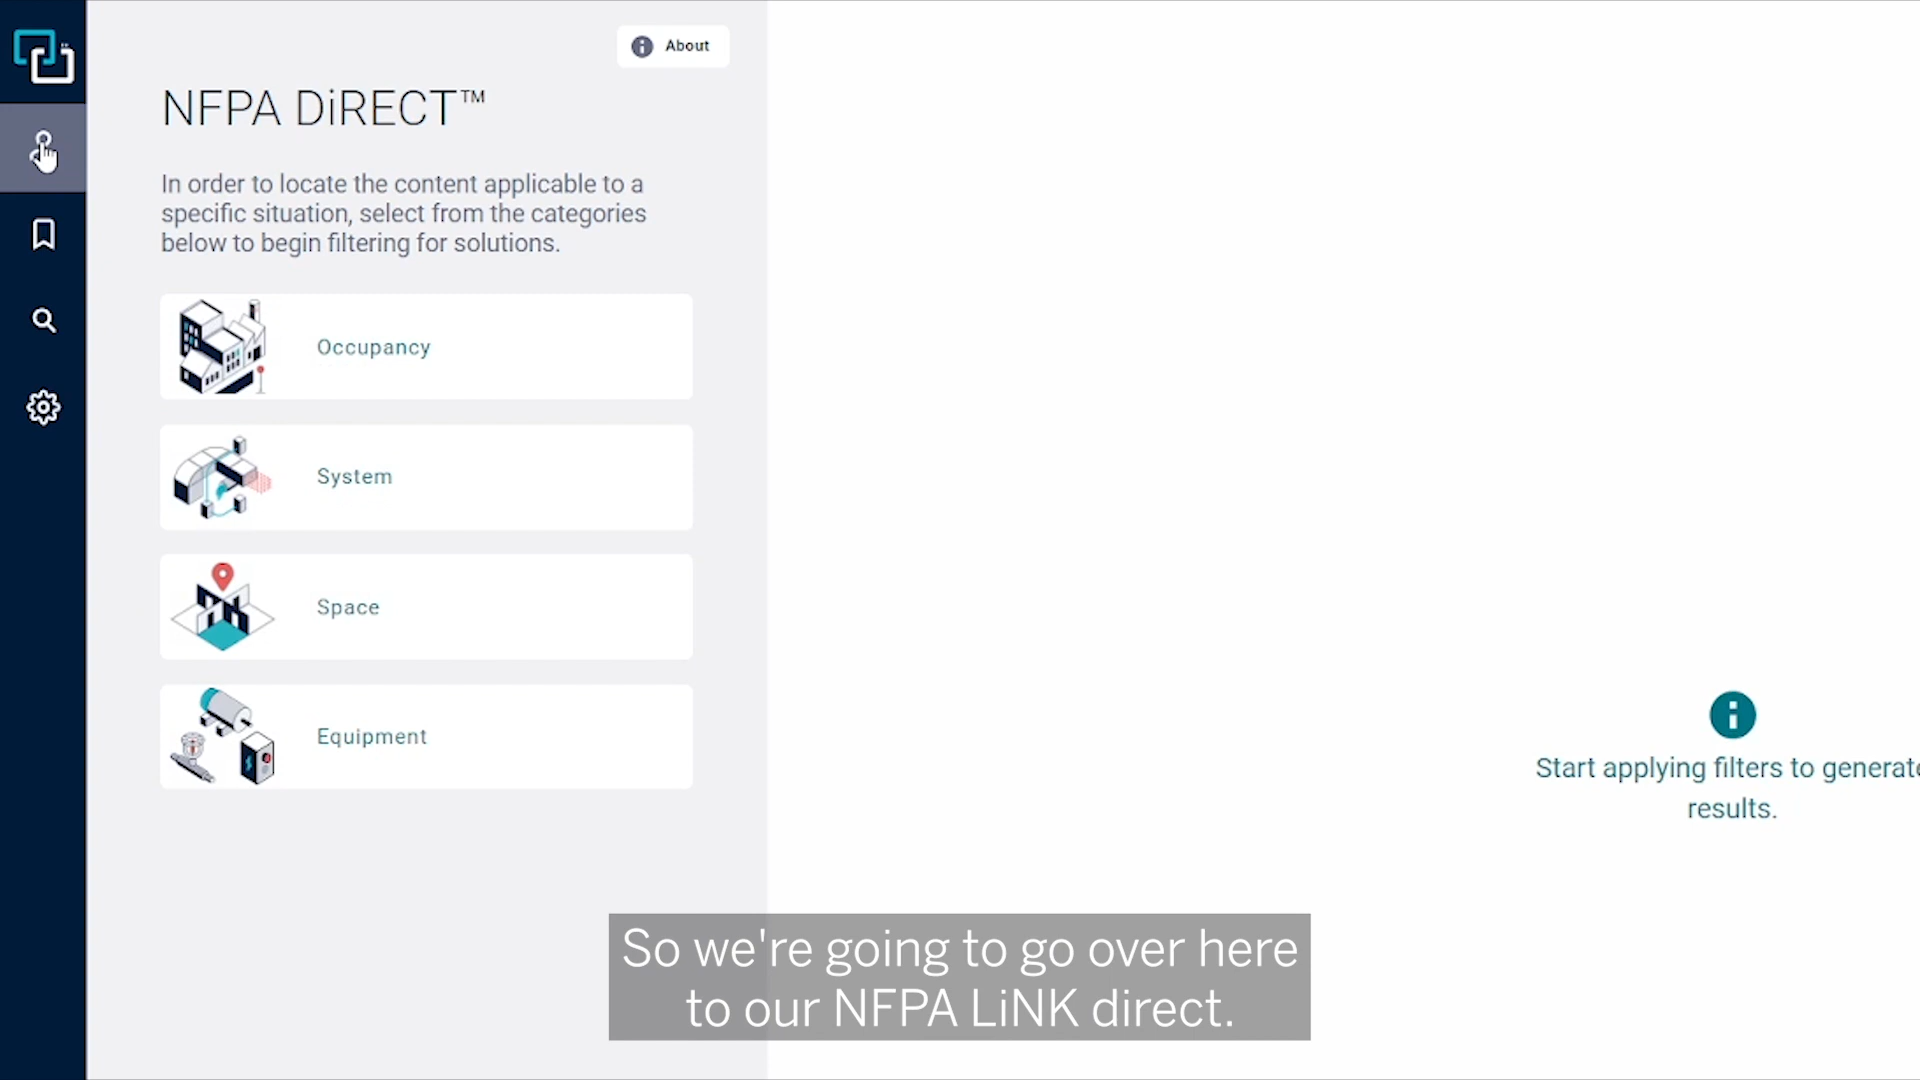 About
NFPA DiRECT™
In order to locate the content applicable to a
specific situation, select from the categories
below to begin filtering for solutions.
Occupancy
System
Space
Equipment
Start applying filters to generate
results.
So we're going to go over here
to our NFPA LiNK direct.